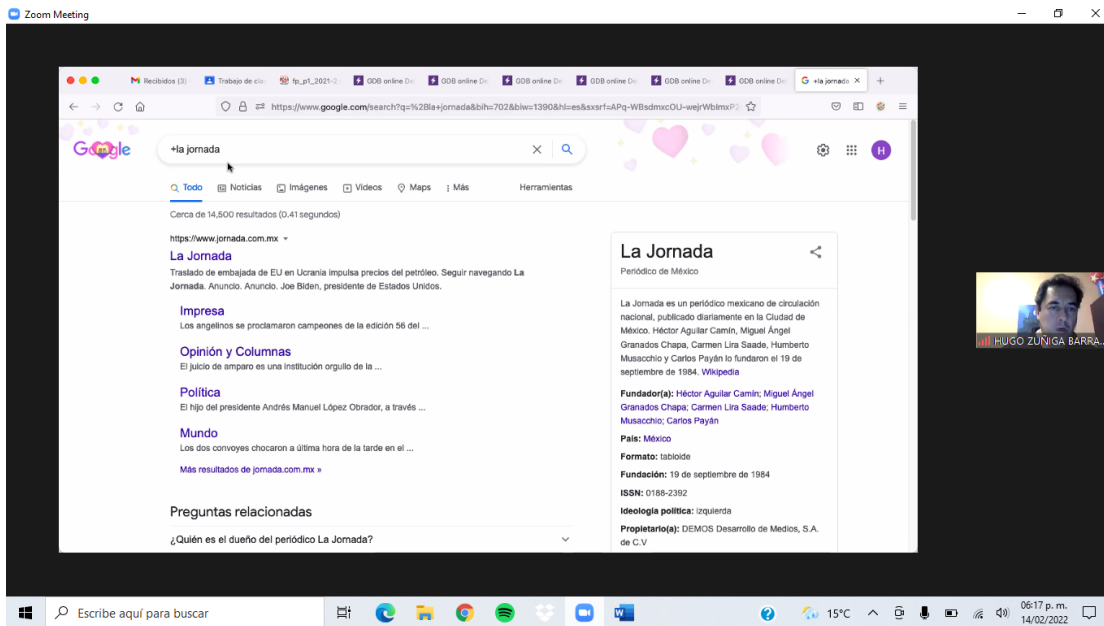 Zoom Meeting
Recibidos (3)
Trabajo de cla
fp_p1_2021-2
GDB online De
GDB online De
GDB online De
GDB online De
GDB online De
GDB online De
+la jornada
https://www.google.com/search?q=%2Bla+jornada&bih=702&biw=1390&hl=es&sxsrf=
Google
+la jornada
H
Todo
Noticias
Imágenes
Videos
Maps
Más
Herramientas
Cerca de 14,500 resultados (0.41 segundos)
https://www.jornada.com.mx
La Jornada
Traslado de embajada de EU en Ucrania impulsa precios del petróleo. Seguir navegando La
Jornada. Anuncio. Anuncio. Joe Biden, presidente de Estados Unidos.
Impresa
Los angelinos se proclamaron campeones de la edición 56 del ...
Opinión y Columnas
El juicio de amparo es una institución orgullo de la ...
Política
El hijo del presidente Andrés Manuel López Obrador, a través ...
Mundo
Los dos convoyes chocaron a última hora de la tarde en el ...
Más resultados de jornada.com.mx »
Preguntas relacionadas
¿Quién es el dueño del periódico La Jornada?
La Jornada
Periódico de México
La Jornada es un periódico mexicano de circulación
nacional, publicado diariamente en la Ciudad de
México. Héctor Aguilar Camín, Miguel Ángel
Granados Chapa, Carmen Lira Saade, Humberto
Musacchio y Carlos Payán lo fundaron el 19 de
septiembre de 1984. Wikipedia
Fundador(a): Héctor Aguilar Camín; Miguel Ángel
Granados Chapa; Carmen Lira Saade; Humberto
Musacchio; Carlos Payán
País: México
Formato: tabloide
Fundación: 19 de septiembre de 1984
ISSN: 0188-2392
Ideología política: izquierda
Propietario(a): DEMOS Desarrollo de Medios, S.A.
de C.V
HUGO ZUÑIGA BARRA...
Escribe aquí para buscar
15°C
06:17 p. m.
14/02/2022